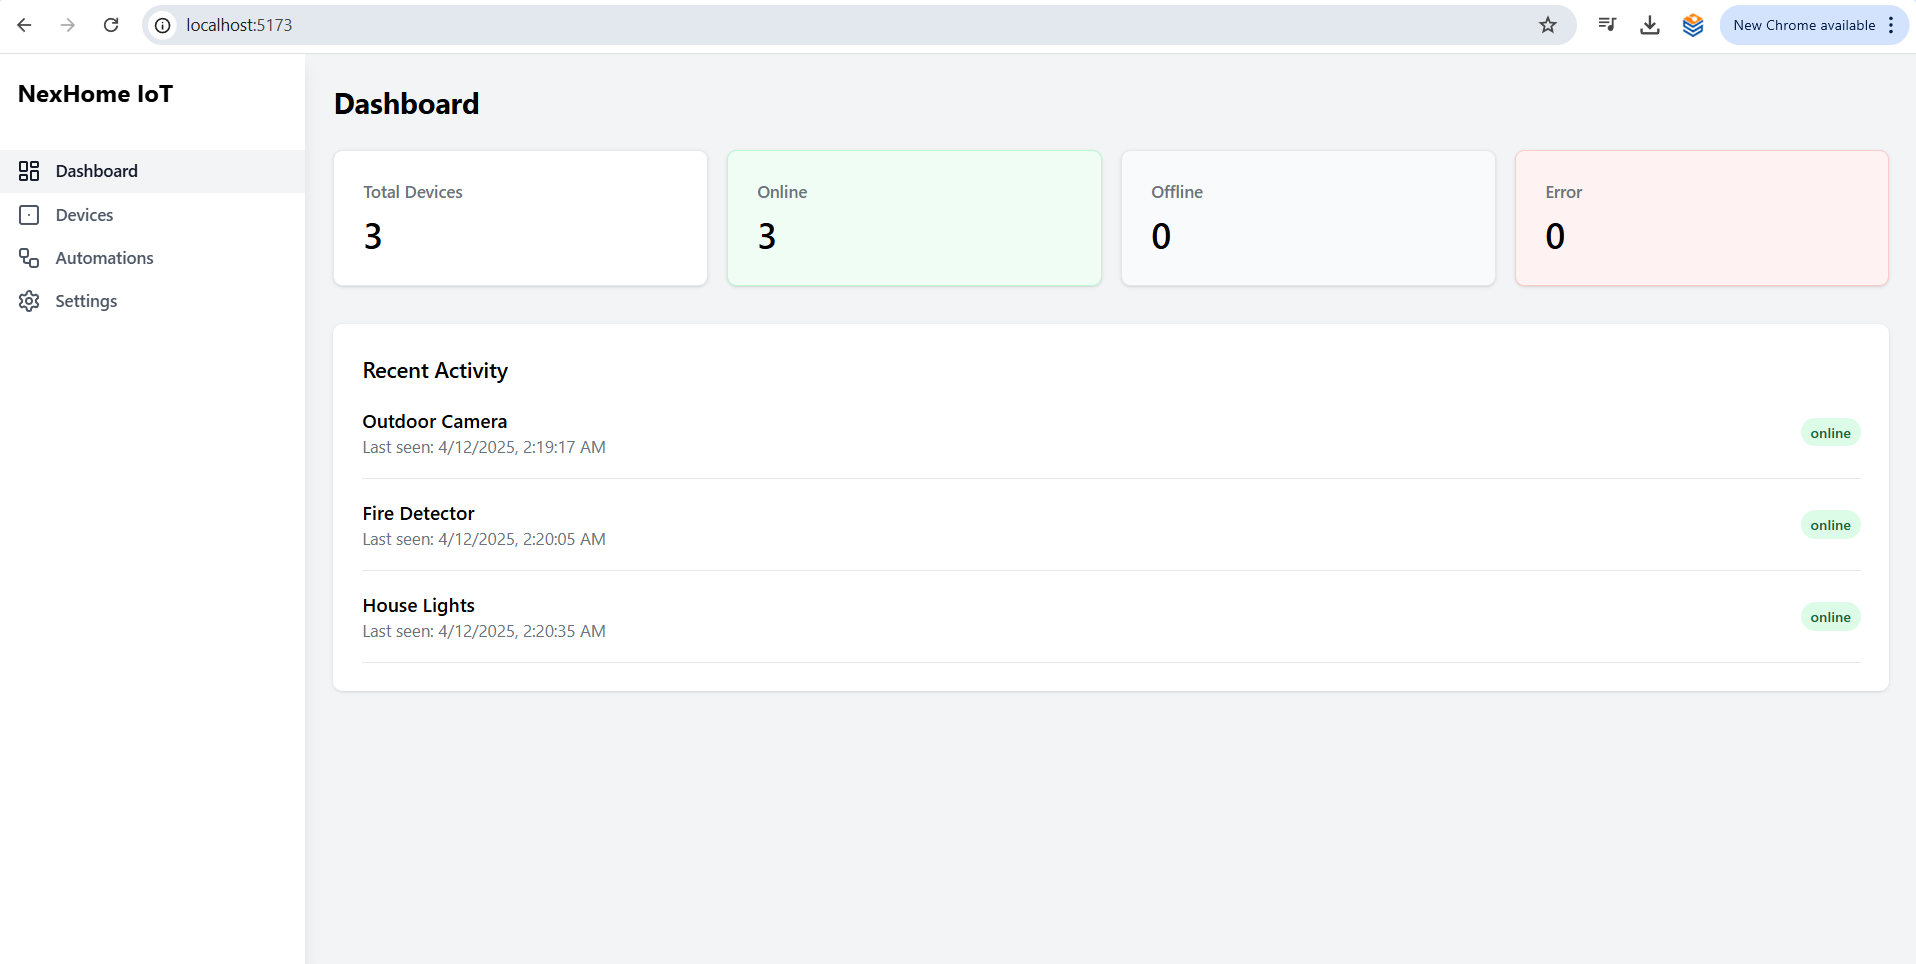 localhost:5173
New Chrome available
NexHome IoT
Dashboard
Devices
Automations
Settings
Dashboard
Total Devices
3
Online
3
Offline
0
Error
0
Recent Activity
Outdoor Camera
Last seen: 4/12/2025, 2:19:17 AM
online
Fire Detector
Last seen: 4/12/2025, 2:20:05 AM
online
House Lights
Last seen: 4/12/2025, 2:20:35 AM
online